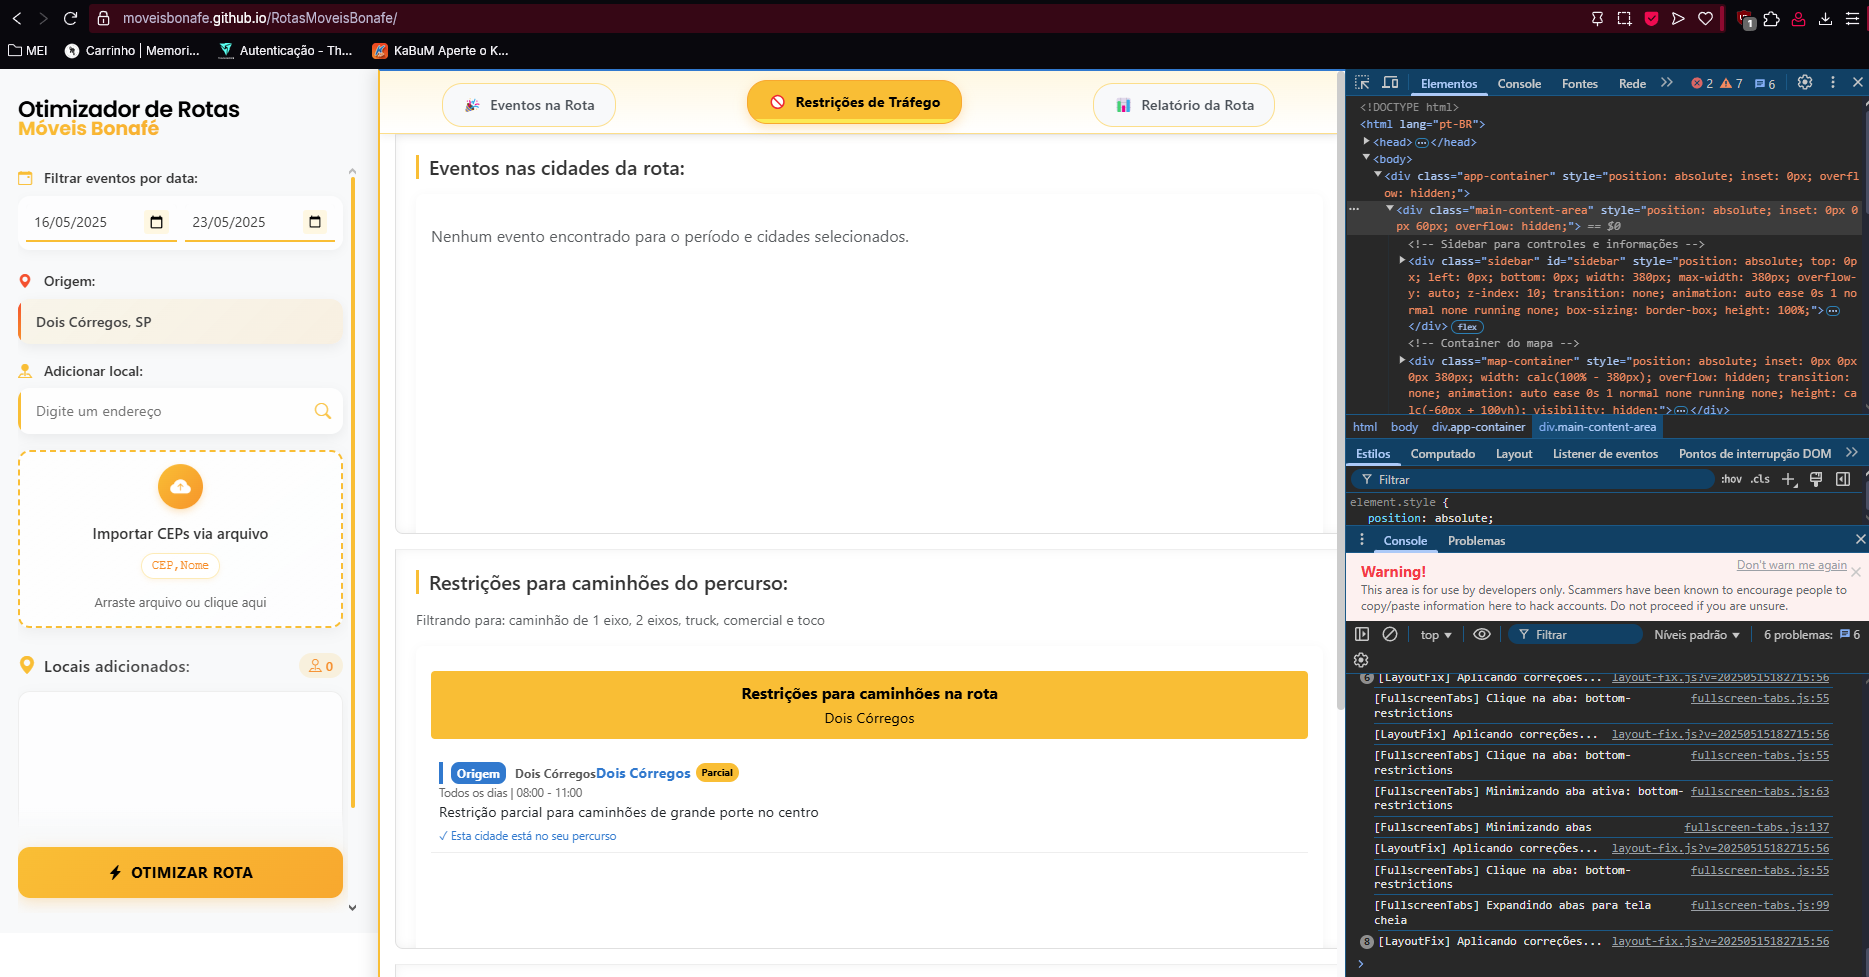 moveisbonafe.github.io/RotasMoveisBonafe/
1
MEI
Carrinho | Memori...
Autenticação - Th...
KaBuM Aperte o K...
Otimizador de Rotas
Móveis Bonafé
Filtrar eventos por data:
16/05/2025
23/05/2025
Origem:
Dois Córregos, SP
Adicionar local:
Digite um endereço
Importar CEPs via arquivo
CEP,Nome
Arraste arquivo ou clique aqui
Locais adicionados:
0
OTIMIZAR ROTA
Eventos na Rota
Restrições de Tráfego
Relatório da Rota
Eventos nas cidades da rota:
Nenhum evento encontrado para o período e cidades selecionados.
Restrições para caminhões do percurso:
Filtrando para: caminhão de 1 eixo, 2 eixos, truck, comercial e toco
Restrições para caminhões na rota
Dois Córregos
Origem Dois CórregosDois Córregos Parcial
Todos os dias | 08:00 - 11:00
Restrição parcial para caminhões de grande porte no centro
✓ Esta cidade está no seu percurso
Elementos
Console
Fontes
Rede
2
7
6
<!DOCTYPE html>
<html lang="pt-BR">
<head>…</head>
<body>
<div class="app-container" style="position: absolute; inset: 0px; overfl
ow: hidden;">
<div class="main-content-area" style="position: absolute; inset: 0px 0
px 60px; overflow: hidden;"> == $0
<!-- Sidebar para controles e informações -->
<div class="sidebar" id="sidebar" style="position: absolute; top: 0p
x; left: 0px; bottom: 0px; width: 380px; max-width: 380px; overflow-
y: auto; z-index: 10; transition: none; animation: auto ease 0s 1 no
rmal none running none; box-sizing: border-box; height: 100%;">…
</div> flex
<!-- Container do mapa -->
<div class="map-container" style="position: absolute; inset: 0px 0px
0px 380px; width: calc(100% - 380px); overflow: hidden; transition:
none; animation: auto ease 0s 1 normal none running none; height: ca
lc(-60px + 100vh); visibility: hidden;">…</div>
html body div.app-container div.main-content-area
Estilos
Computado
Layout
Listener de eventos
Pontos de interrupção DOM
Filtrar
:hov .cls
element.style {
position: absolute;
Console
Problemas
Warning!
Don't warn me again
This area is for use by developers only. Scammers have been known to encourage people to
copy/paste information here to hack accounts. Do not proceed if you are unsure.
top
Filtrar
Níveis padrão
6 problemas:
6
6 [LayoutFix] Aplicando correções... layout-fix.js?v=20250515182715:56
[FullscreenTabs] Clique na aba: bottom- fullscreen-tabs.js:55
restrictions
[LayoutFix] Aplicando correções... layout-fix.js?v=20250515182715:56
[FullscreenTabs] Clique na aba: bottom- fullscreen-tabs.js:55
restrictions
[FullscreenTabs] Minimizando aba ativa: bottom- fullscreen-tabs.js:63
restrictions
[FullscreenTabs] Minimizando abas fullscreen-tabs.js:137
[LayoutFix] Aplicando correções... layout-fix.js?v=20250515182715:56
[FullscreenTabs] Clique na aba: bottom- fullscreen-tabs.js:55
restrictions
[FullscreenTabs] Expandindo abas para tela fullscreen-tabs.js:99
cheia
8 [LayoutFix] Aplicando correções... layout-fix.js?v=20250515182715:56